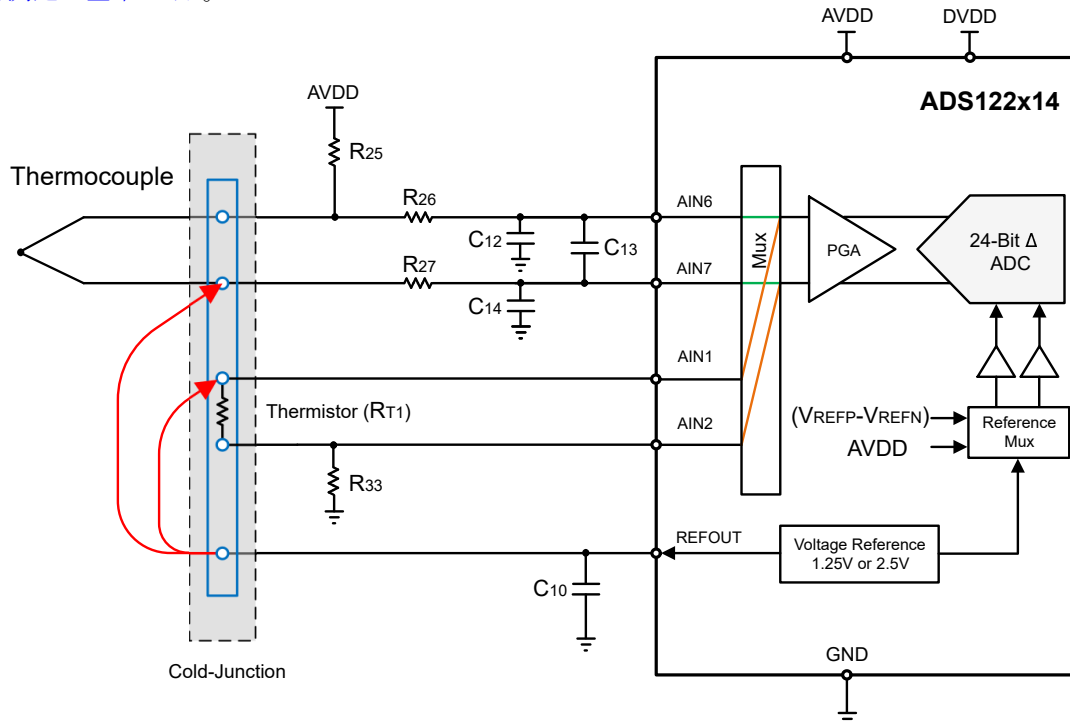 AVDD
DVDD
ADS122x14
AVDD
R25
Thermocouple
R26
AIN6
C12
C13
Mux
PGA
24-Bit Δ
ADC
R27
AIN7
C14
AIN1
Thermistor (RT1)
AIN2
(VREFP-VREFN)
AVDD
Reference
Mux
R33
REFOUT
Voltage Reference
1.25V or 2.5V
C10
GND
Cold-Junction